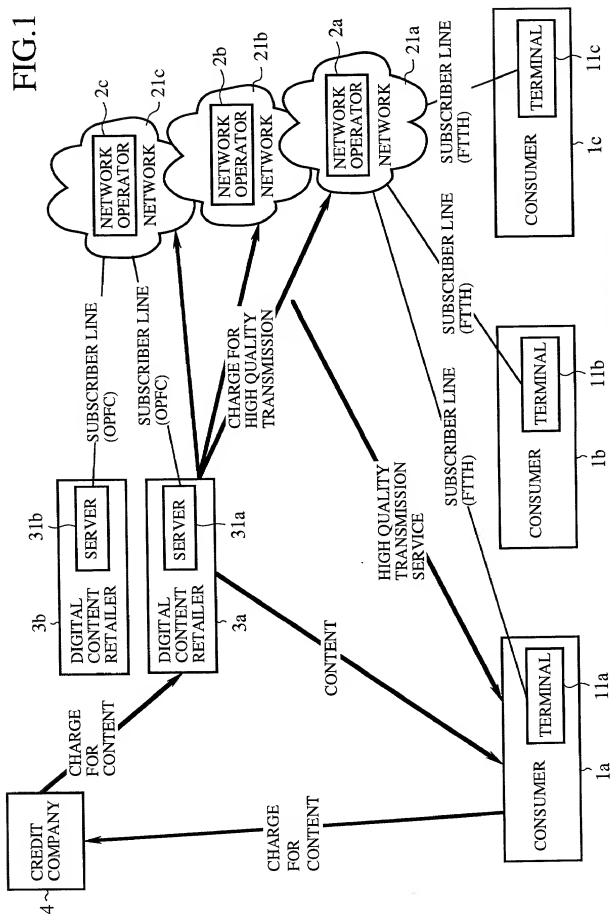 FIG.1
CREDIT
COMPANY
4
CHARGE
FOR
CONTENT
CHARGE
FOR
CONTENT
3b
DIGITAL
CONTENT
RETAILER
SERVER
31b
DIGITAL
CONTENT
RETAILER
SERVER
3a
31a
SUBSCRIBER LINE
(OPFC)
SUBSCRIBER LINE
(OPFC)
2c
21c
NETWORK
OPERATOR
NETWORK
2b
21b
NETWORK
OPERATOR
NETWORK
2a
21a
NETWORK
OPERATOR
NETWORK
CHARGE FOR
HIGH QUALITY
TRANSMISSION
CONTENT
HIGH QUALITY
TRANSMISSION
SERVICE
SUBSCRIBER LINE
(FTTH)
SUBSCRIBER LINE
(FTTH)
SUBSCRIBER LINE
(FTTH)
CONSUMER
TERMINAL
1a
11a
CONSUMER
TERMINAL
1b
11b
CONSUMER
TERMINAL
1c
11c